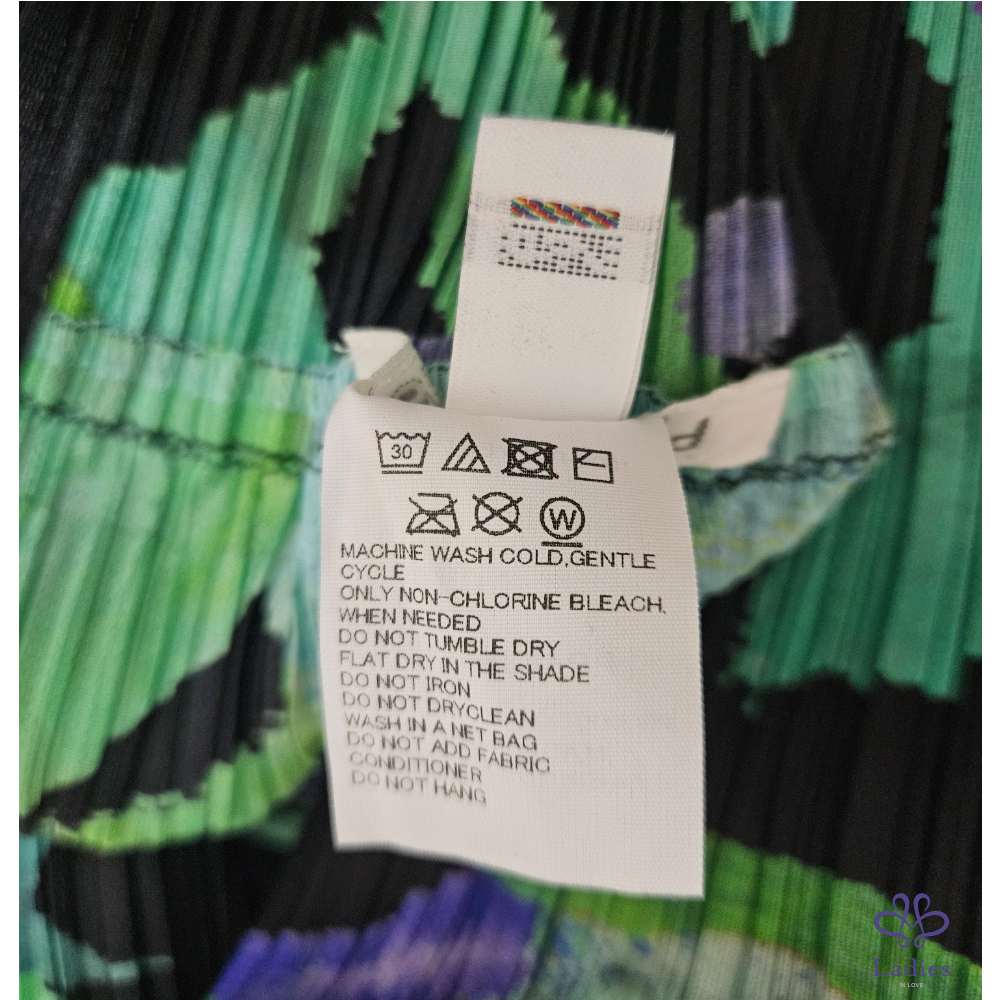 30
W
MACHINE WASH COLD,GENTLE
CYCLE
ONLY NON-CHLORINE BLEACH,
WHEN NEEDED
DO NOT TUMBLE DRY
FLAT DRY IN THE SHADE
DO NOT IRON
DO NOT DRYCLEAN
WASH IN A NET BAG
DO NOT ADD FABRIC
CONDITIONER
DO NOT HANG
Ladies
IN LOVE